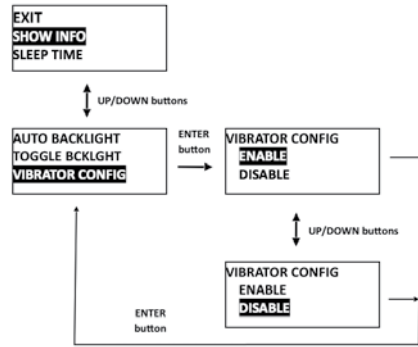 EXIT
SHOW INFO
SLEEP TIME
UP/DOWN buttons
AUTO BACKLIGHT
TOGGLE BCKLGHT
VIBRATOR CONFIG
ENTER
button
VIBRATOR CONFIG
ENABLE
DISABLE
UP/DOWN buttons
VIBRATOR CONFIG
ENABLE
DISABLE
ENTER
button